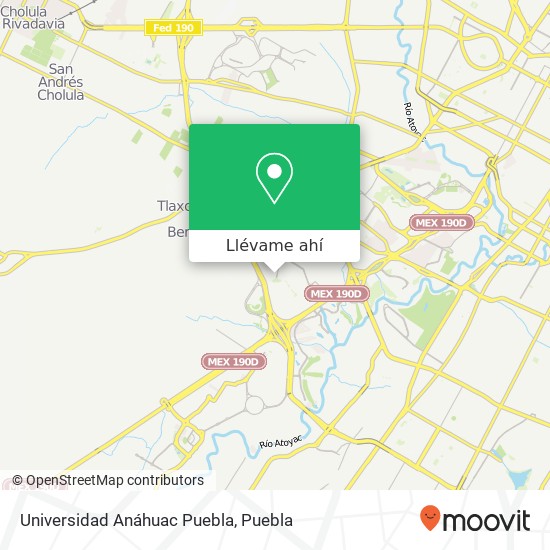 Cholula
Rivadavia
Fed 190
San
Andrés
Cholula
Río Atoyac
Tlaxc
Ber
MEX 190D
Llévame ahí
MEX 190D
MEX 190D
Río Atoyac
© OpenStreetMap contributors
Universidad Anáhuac Puebla, Puebla
moovit